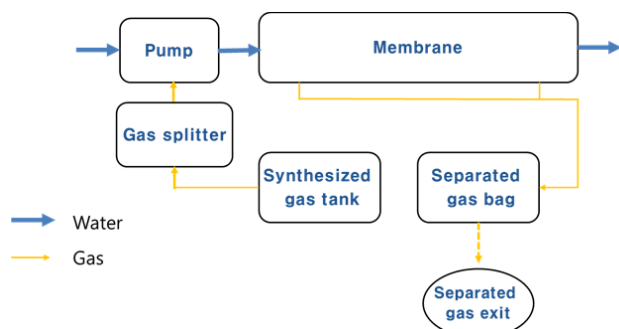 Pump
Membrane
Gas splitter
Synthesized
gas tank
Separated
gas bag
Water
Gas
Separated
gas exit